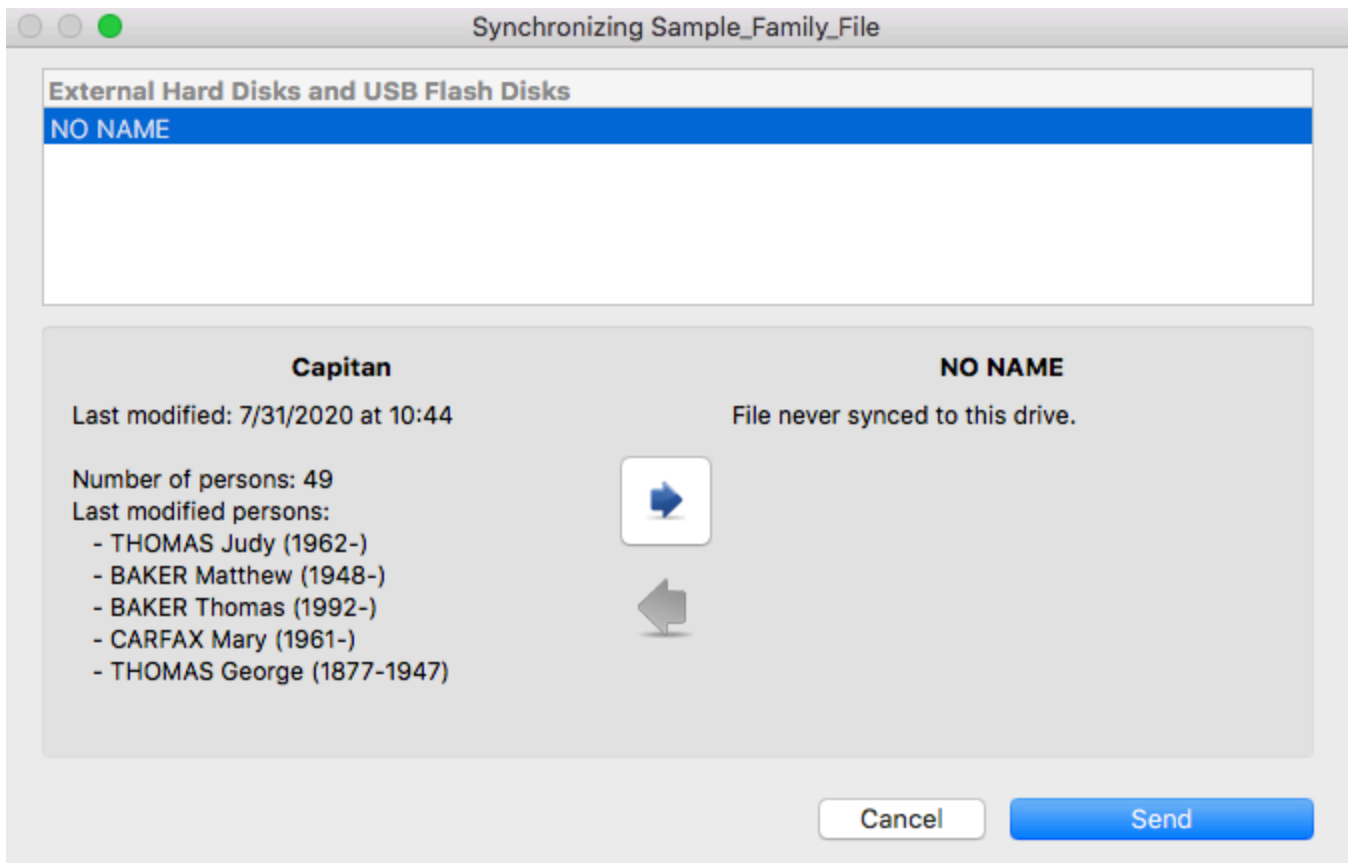 Synchronizing Sample_Family_File
External Hard Disks and USB Flash Disks
NO NAME
Capitan
Last modified: 7/31/2020 at 10:44
Number of persons: 49
Last modified persons:
- THOMAS Judy (1962-)
- BAKER Matthew (1948-)
- BAKER Thomas (1992-)
- CARFAX Mary (1961-)
- THOMAS George (1877-1947)
NO NAME
File never synced to this drive.
Cancel
Send